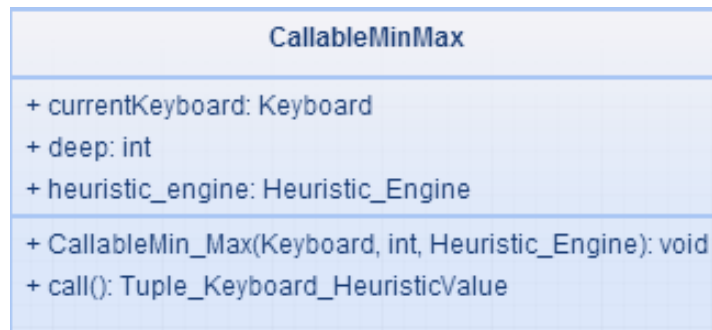 CallableMinMax
+ currentKeyboard: Keyboard
+ deep: int
+ heuristic_engine: Heuristic_Engine
+ CallableMin_Max(Keyboard, int, Heuristic_Engine): void
+ call(): Tuple_Keyboard_HeuristicValue